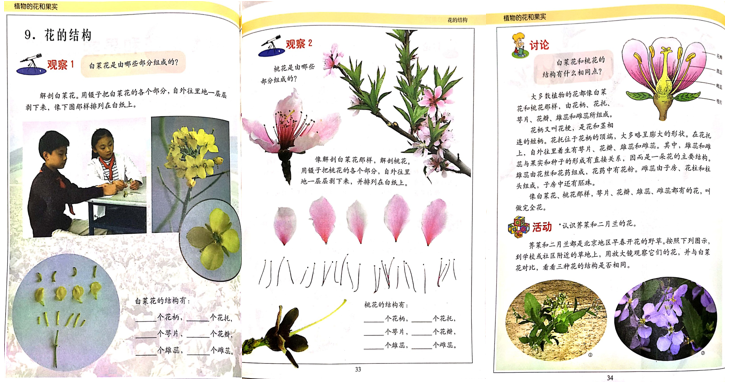 植物的花和果实
9. 花的结构
观察 1
白菜花是由哪些部分组成的?
解剖白菜花。用镊子把白菜花的各个部分,自外往里地一层层
剥下来,像下图那样排列在白纸上。
白菜花的结构有:
____个花柄,____个花托,
____个萼片,____个花瓣,
____个雄蕊,____个雌蕊。
花的结构
观察 2
桃花是由哪些
部分组成的?
像解剖白菜花那样,解剖桃花。
用镊子把桃花的各个部分,自外往里
地一层层剥下来,并排列在白纸上。
桃花的结构有:
____个花柄,____个花托,
____个萼片,____个花瓣,
____个雄蕊,____个雌蕊。
33
植物的花和果实
讨论
白菜花和桃花的
结构有什么相同点?
大多数植物的花都像白菜
花和桃花那样,由花柄、花托、
萼片、花瓣、雄蕊和雌蕊所组成。
花柄又叫花梗,是花和茎相
连的短柄。花托位于花柄的顶端,大多略呈膨大的形状。在花托
上,自外往里着生有萼片、花瓣、雄蕊和雌蕊。其中,雄蕊和雌
蕊与果实和种子的形成有直接关系,因而是一朵花的主要结构。
雄蕊由花丝和花药组成,花药中有花粉。雌蕊由子房、花柱和柱
头组成,子房中还有胚珠。
像白菜花、桃花那样,萼片、花瓣、雄蕊、雌蕊都有的花,叫
做完全花。
活动 *认识荠菜和二月兰的花。
荠菜和二月兰都是北京地区早春开花的野草,按照下列图示,
到学校或社区附近的草地上,用放大镜观察它们的花,并与白菜
花对比,看看三种花的结构是否相同。
①
②
34